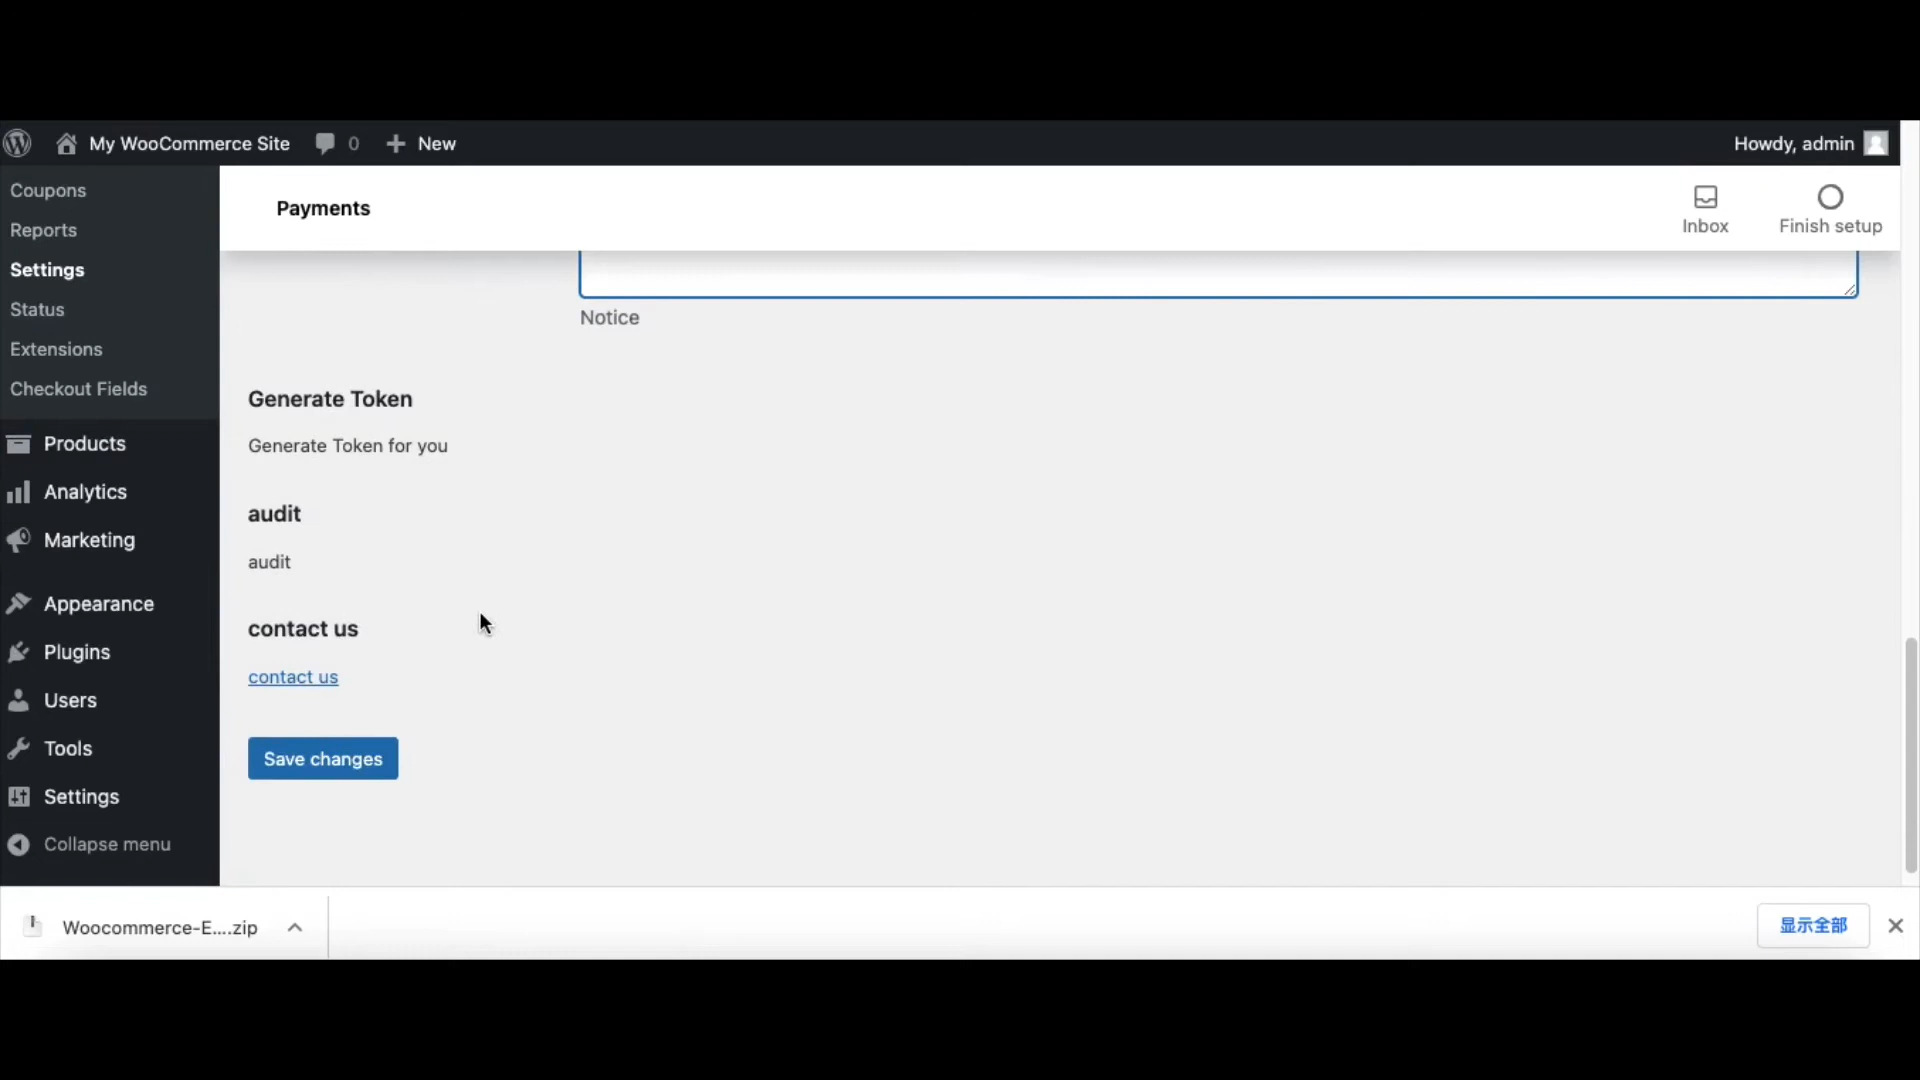 My WooCommerce Site 0 New Howdy, admin
Coupons
Reports
Settings
Status
Extensions
Checkout Fields
Products
Analytics
Marketing
Appearance
Plugins
Users
Tools
Settings
Collapse menu
Payments
Inbox
Finish setup
Notice
Generate Token
Generate Token for you
audit
audit
contact us
contact us
Save changes
Woocommerce-E....zip
显示全部